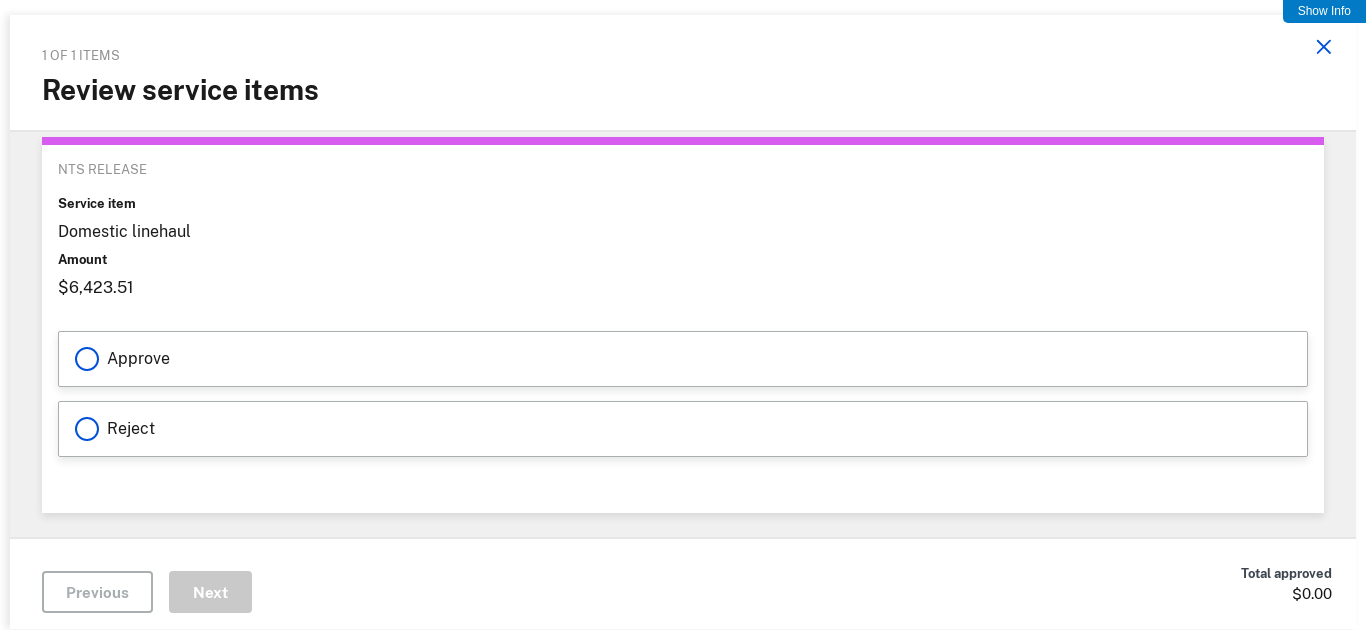 Show Info
1 OF 1 ITEMS
Review service items
NTS RELEASE
Service item
Domestic linehaul
Amount
$6,423.51
Approve
Reject
Previous
Next
Total approved
$0.00